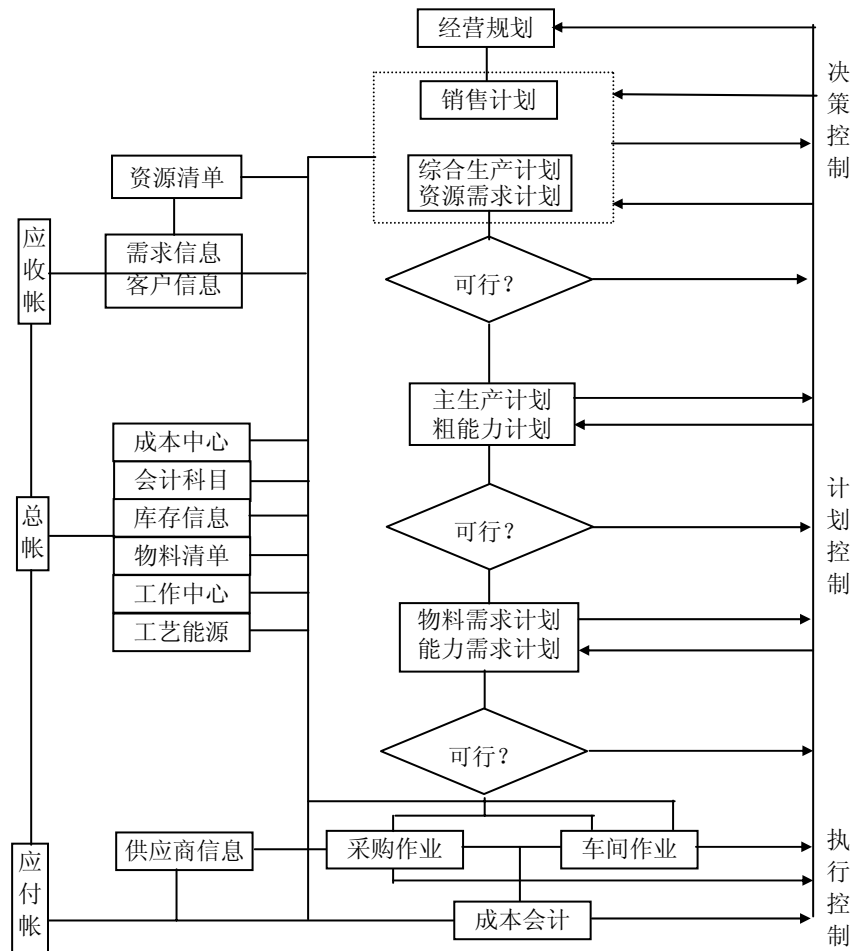 经营规划
销售计划
决策控制
综合生产计划
资源需求计划
资源清单
应收帐
需求信息
客户信息
可行？
主生产计划
粗能力计划
成本中心
会计科目
库存信息
物料清单
工作中心
工艺能源
总帐
可行？
计划控制
物料需求计划
能力需求计划
可行？
供应商信息
采购作业
车间作业
执行控制
应付帐
成本会计